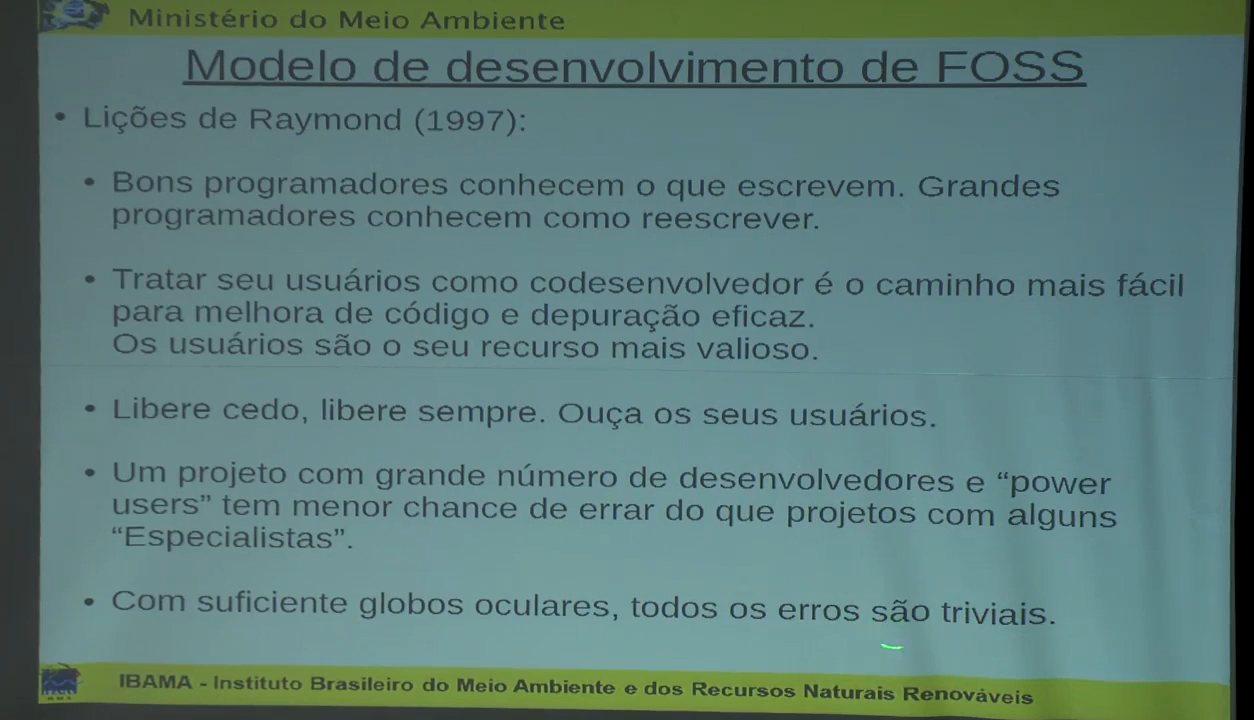 Ministério do Meio Ambiente
Modelo de desenvolvimento de FOSS
• Lições de Raymond (1997):
• Bons programadores conhecem o que escrevem. Grandes
programadores conhecem como reescrever.
• Tratar seu usuários como codesenvolvedor é o caminho mais fácil
para melhora de código e depuração eficaz.
Os usuários são o seu recurso mais valioso.
• Libere cedo, libere sempre. Ouça os seus usuários.
• Um projeto com grande número de desenvolvedores e “power
users” tem menor chance de errar do que projetos com alguns
“Especialistas”.
• Com suficiente globos oculares, todos os erros são triviais.
IBAMA
IBAMA - Instituto Brasileiro do Meio Ambiente e dos Recursos Naturais Renováveis